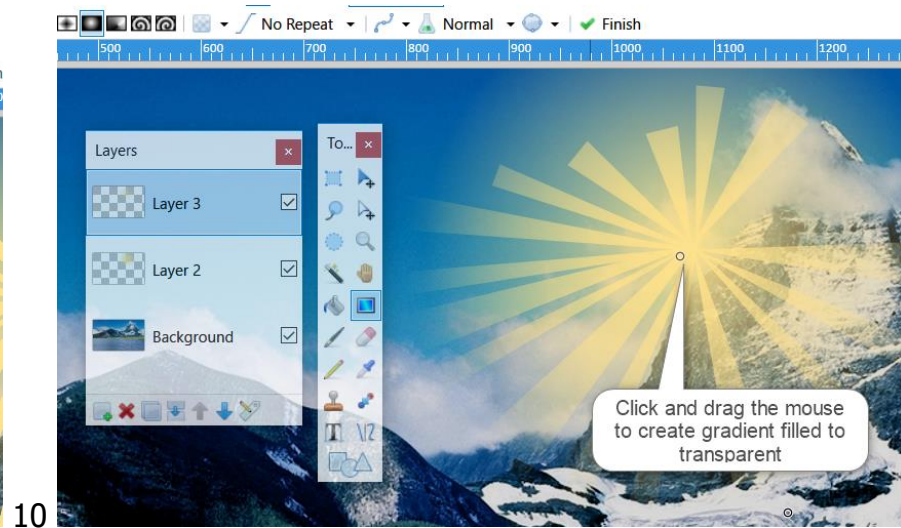 No Repeat Normal Finish
500 600 700 800 900 1000 1100 1200
Layers
To...
Layer 3
Layer 2
Background
Click and drag the mouse
to create gradient filled to
transparent
10